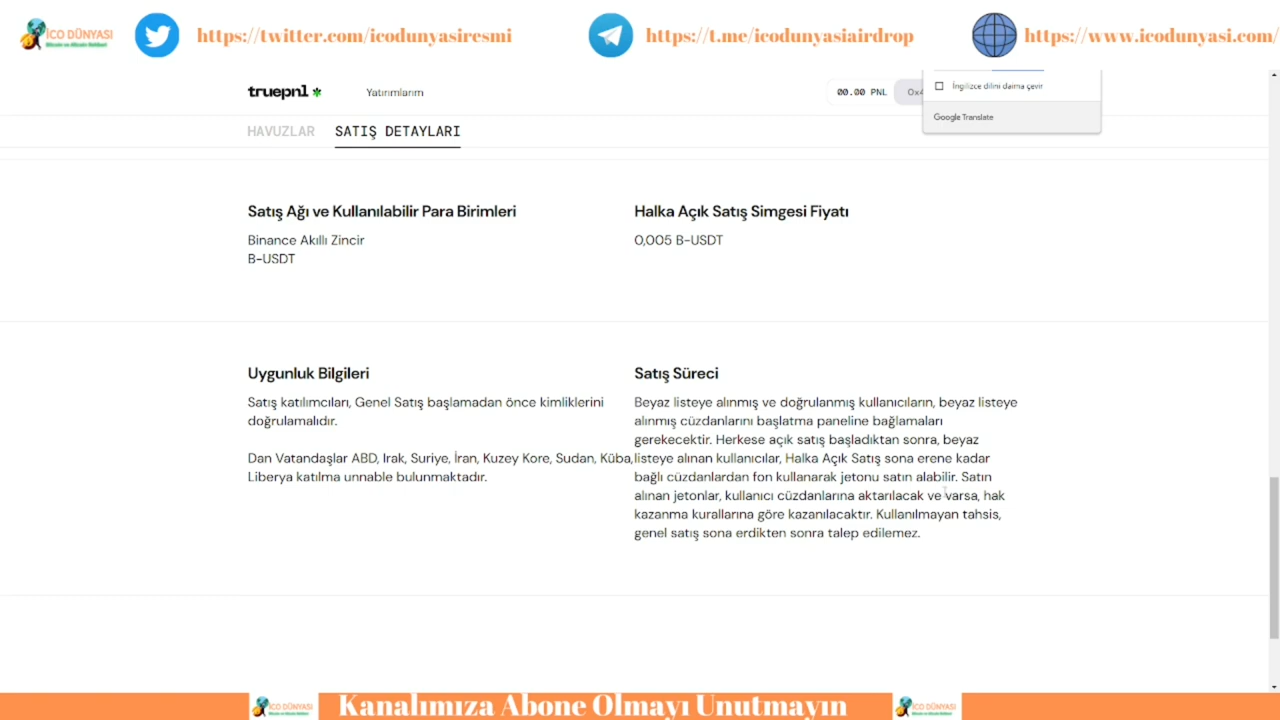 İCO DÜNYASI
https://twitter.com/icodunyasiresmi
https://t.me/icodunyasiairdrop
https://www.icodunyasi.com/
truepnl
Yatırımlarım
00.00 PNL
0x4
İngilizce dilini daima çevir
Google Translate
HAVUZLAR
SATIŞ DETAYLARI
Satış Ağı ve Kullanılabilir Para Birimleri
Binance Akıllı Zincir
B-USDT
Halka Açık Satış Simgesi Fiyatı
0,005 B-USDT
Uygunluk Bilgileri
Satış katılımcıları, Genel Satış başlamadan önce kimliklerini
doğrulamalıdır.
Dan Vatandaşlar ABD, Irak, Suriye, İran, Kuzey Kore, Sudan, Küba,
Liberya katılma unnable bulunmaktadır.
Satış Süreci
Beyaz listeye alınmış ve doğrulanmış kullanıcıların, beyaz listeye
alınmış cüzdanlarını başlatma paneline bağlamaları
gerekecektir. Herkese açık satış başladıktan sonra, beyaz
listeye alınan kullanıcılar, Halka Açık Satış sona erene kadar
bağlı cüzdanlardan fon kullanarak jetonu satın alabilir. Satın
alınan jetonlar, kullanıcı cüzdanlarına aktarılacak ve varsa, hak
kazanma kurallarına göre kazanılacaktır. Kullanılmayan tahsis,
genel satış sona erdikten sonra talep edilemez.
İCO DÜNYASI
Kanalımıza Abone Olmayı Unutmayın
İCO DÜNYASI